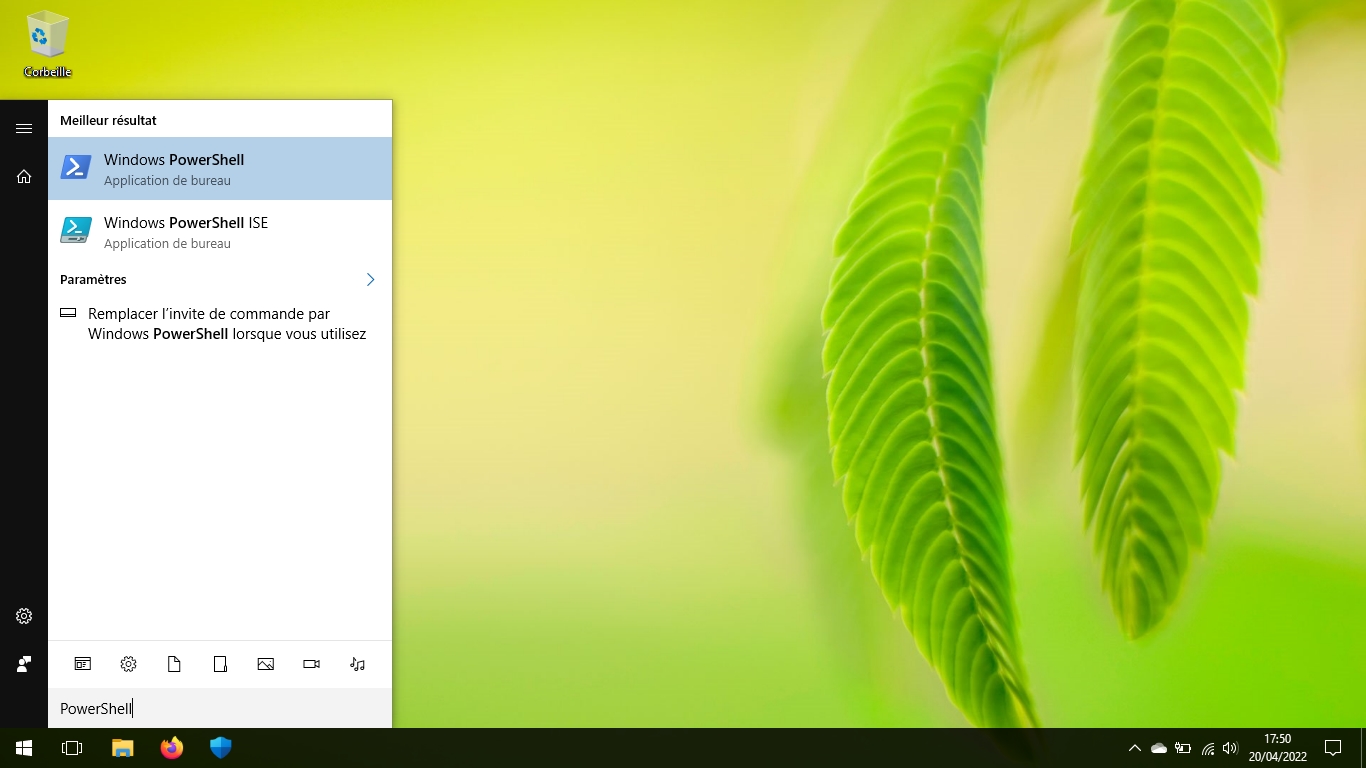 Corbeille
Meilleur résultat
Windows PowerShell
Application de bureau
Windows PowerShell ISE
Application de bureau
Paramètres
Remplacer l’invite de commande par
Windows PowerShell lorsque vous utilisez
PowerShell
17:50
20/04/2022